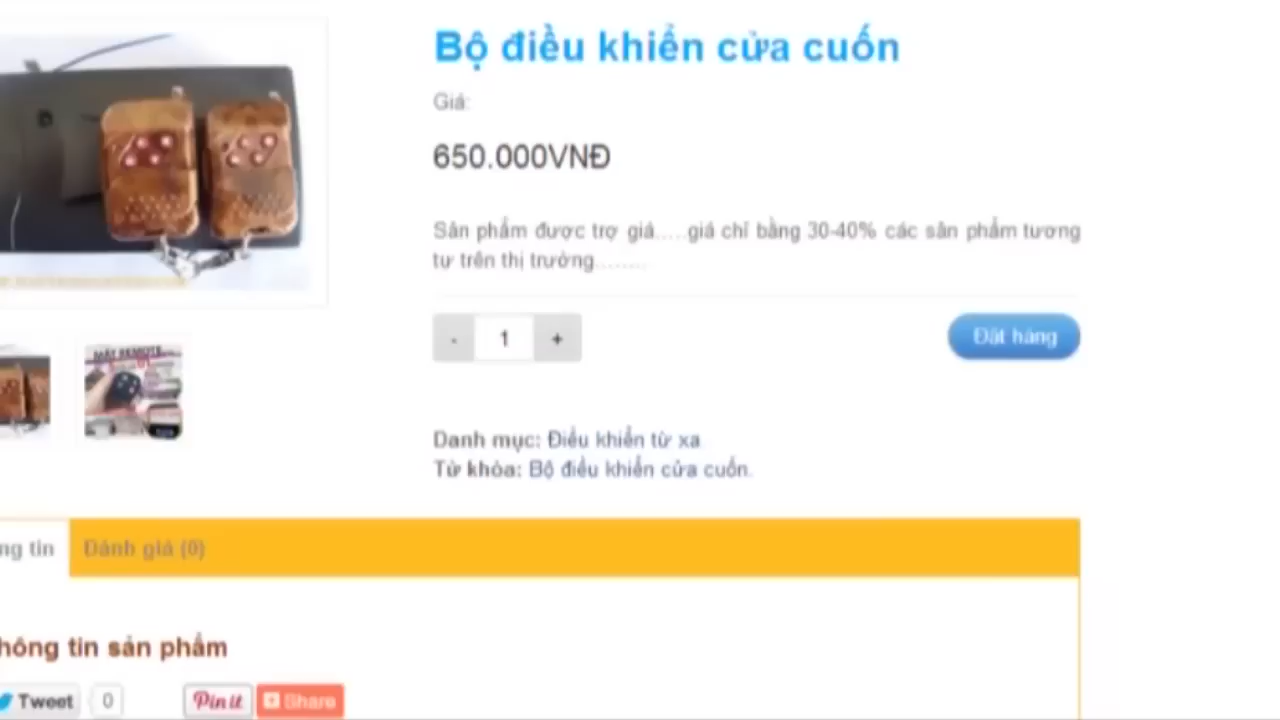 Bộ điều khiển cửa cuốn
Giá:
650.000VNĐ
Sản phẩm được trợ giá.....giá chỉ bằng 30-40% các sản phẩm tương
tự trên thị trường........
- 1 +
Đặt hàng
MÁY REMOTE
Danh mục: Điều khiển từ xa
Từ khóa: Bộ điều khiển cửa cuốn.
ng tin
Đánh giá (0)
hông tin sản phẩm
Tweet 0 Pin it Share